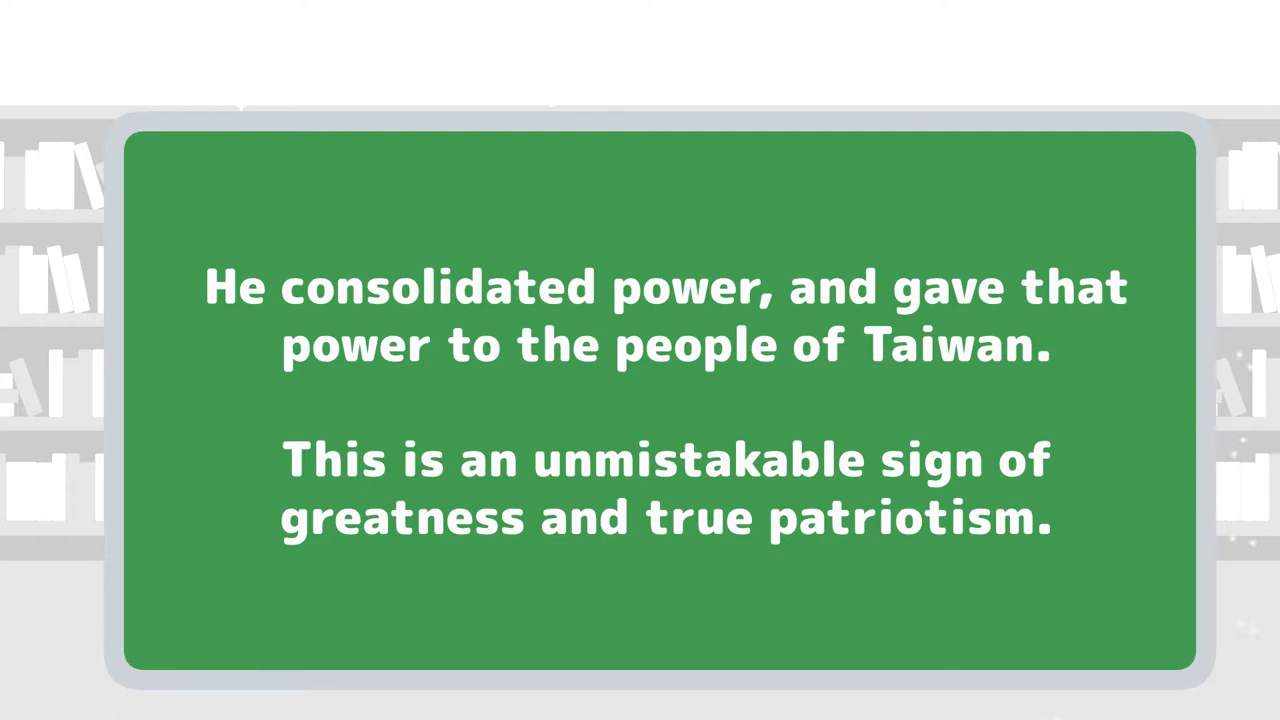 He consolidated power, and gave that
power to the people of Taiwan.
This is an unmistakable sign of
greatness and true patriotism.